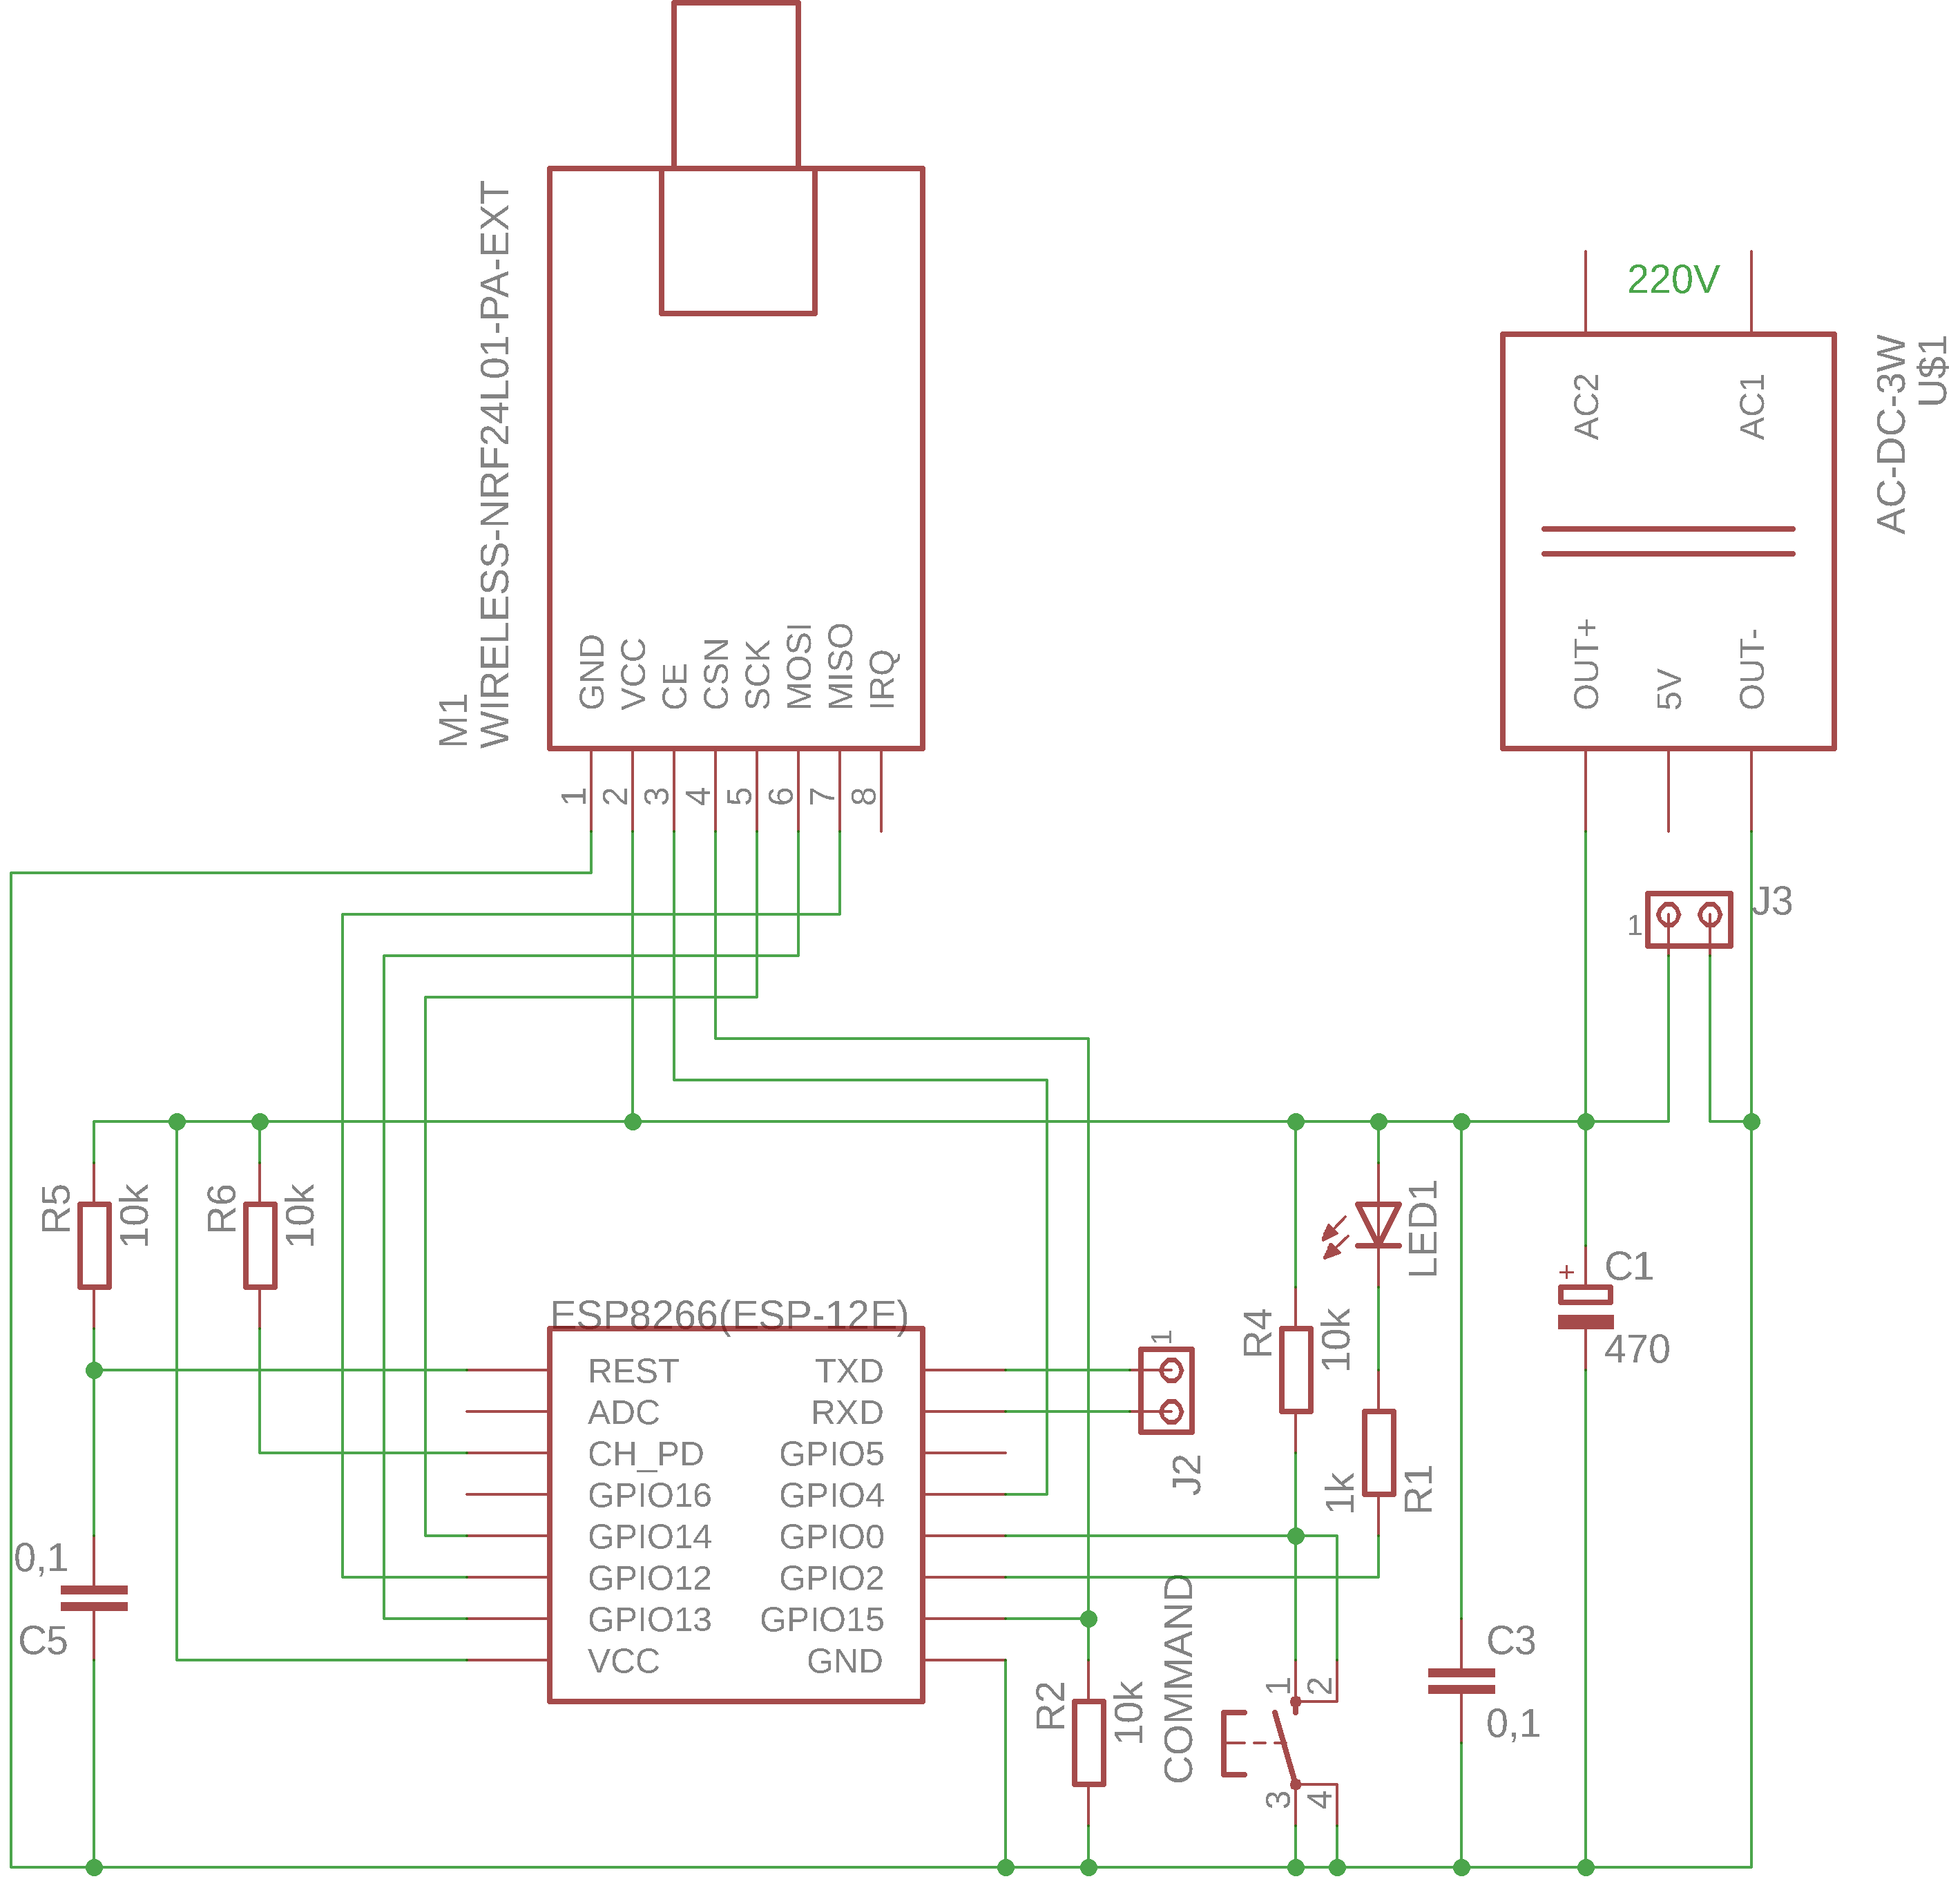 WIRELESS-NRF24L01-PA-EXT
M1
GND
VCC
CE
CSN
SCK
MOSI
MISO
IRQ
1
2
3
4
5
6
7
8
220V
AC2
AC1
AC-DC-3W
U$1
OUT+
5V
OUT-
J3
1
R5
10k
R6
10k
ESP8266(ESP-12E)
REST
ADC
CH_PD
GPIO16
GPIO14
GPIO12
GPIO13
VCC
TXD
RXD
GPIO5
GPIO4
GPIO0
GPIO2
GPIO15
GND
1
J2
R4
10k
LED1
1k
R1
+
C1
470
0,1
C5
R2
10k
COMMAND
1
2
3
4
C3
0,1